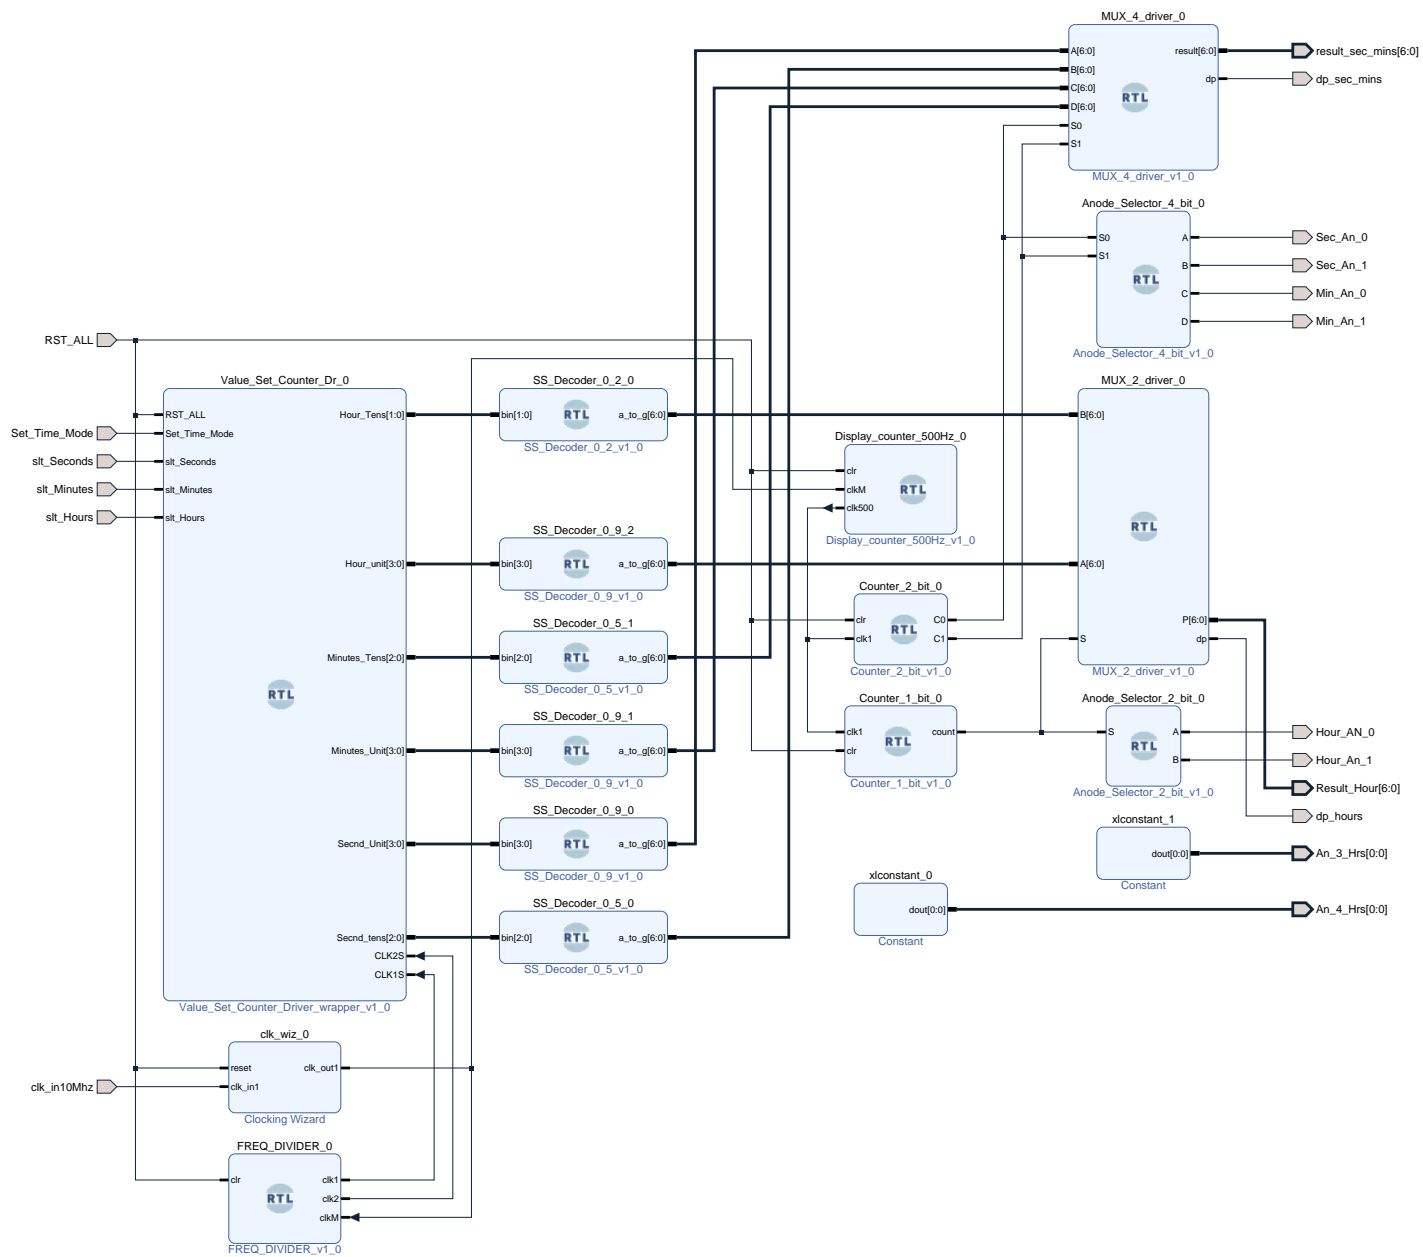 MUX_4_driver_0
A[6:0]
B[6:0]
C[6:0]
D[6:0]
S0
S1
result[6:0]
dp
RTL
MUX_4_driver_v1_0
result_sec_mins[6:0]
dp_sec_mins
Anode_Selector_4_bit_0
S0
S1
A
B
C
D
RTL
Anode_Selector_4_bit_v1_0
Sec_An_0
Sec_An_1
Min_An_0
Min_An_1
RST_ALL
Set_Time_Mode
slt_Seconds
slt_Minutes
slt_Hours
Value_Set_Counter_Dr_0
RST_ALL
Set_Time_Mode
slt_Seconds
slt_Minutes
slt_Hours
Hour_Tens[1:0]
Hour_unit[3:0]
Minutes_Tens[2:0]
Minutes_Unit[3:0]
Secnd_Unit[3:0]
Secnd_tens[2:0]
CLK2S
CLK1S
RTL
Value_Set_Counter_Driver_wrapper_v1_0
SS_Decoder_0_2_0
bin[1:0]
RTL
a_to_g[6:0]
SS_Decoder_0_2_v1_0
SS_Decoder_0_9_2
bin[3:0]
RTL
a_to_g[6:0]
SS_Decoder_0_9_v1_0
SS_Decoder_0_5_1
bin[2:0]
RTL
a_to_g[6:0]
SS_Decoder_0_5_v1_0
SS_Decoder_0_9_1
bin[3:0]
RTL
a_to_g[6:0]
SS_Decoder_0_9_v1_0
SS_Decoder_0_9_0
bin[3:0]
RTL
a_to_g[6:0]
SS_Decoder_0_9_v1_0
SS_Decoder_0_5_0
bin[2:0]
RTL
a_to_g[6:0]
SS_Decoder_0_5_v1_0
Display_counter_500Hz_0
clr
clkM
clk500
RTL
Display_counter_500Hz_v1_0
Counter_2_bit_0
clr
clk1
RTL
C0
C1
Counter_2_bit_v1_0
Counter_1_bit_0
clk1
clr
RTL
count
Counter_1_bit_v1_0
MUX_2_driver_0
B[6:0]
A[6:0]
S
RTL
P[6:0]
dp
MUX_2_driver_v1_0
Anode_Selector_2_bit_0
S
RTL
A
B
Anode_Selector_2_bit_v1_0
Hour_AN_0
Hour_An_1
Result_Hour[6:0]
dp_hours
xlconstant_1
dout[0:0]
Constant
An_3_Hrs[0:0]
xlconstant_0
dout[0:0]
Constant
An_4_Hrs[0:0]
clk_in10Mhz
clk_wiz_0
reset
clk_in1
clk_out1
Clocking Wizard
FREQ_DIVIDER_0
clr
RTL
clk1
clk2
clkM
FREQ_DIVIDER_v1_0